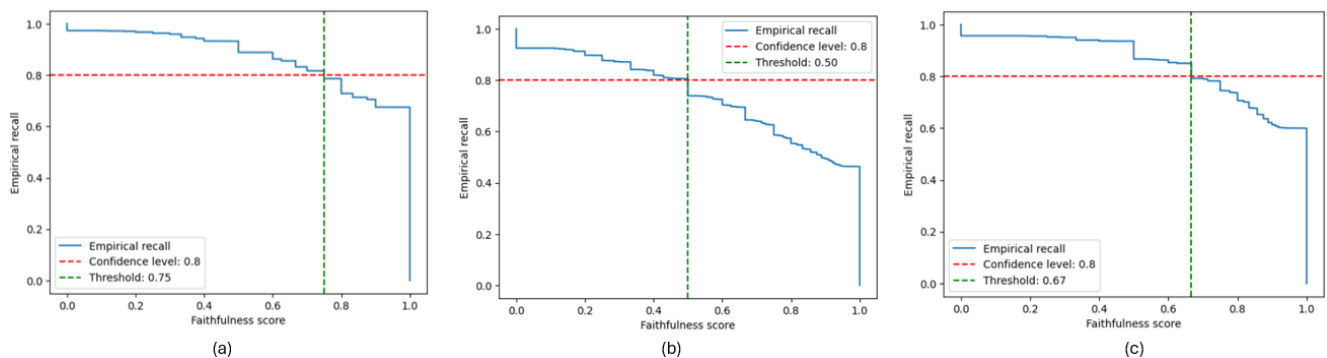 1.0
0.8
0.6
0.4
0.2
0.0
Empirical recall
Empirical recall
Confidence level: 0.8
Threshold: 0.75
0.0 0.2 0.4 0.6 0.8 1.0
Faithfulness score
(a)
1.0
0.8
0.6
0.4
0.2
0.0
Empirical recall
Empirical recall
Confidence level: 0.8
Threshold: 0.50
0.0 0.2 0.4 0.6 0.8 1.0
Faithfulness score
(b)
1.0
0.8
0.6
0.4
0.2
0.0
Empirical recall
Empirical recall
Confidence level: 0.8
Threshold: 0.67
0.0 0.2 0.4 0.6 0.8 1.0
Faithfulness score
(c)